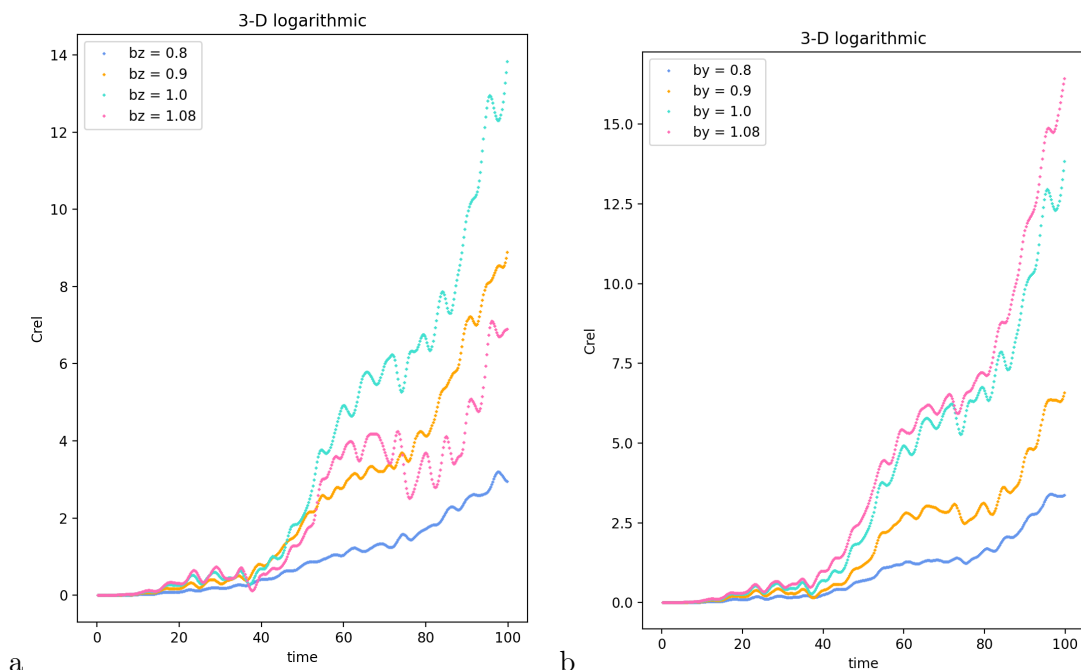 3-D logarithmic
bz = 0.8
bz = 0.9
bz = 1.0
bz = 1.08
14
12
10
8
6
4
2
0
Crel
0 20 40 60 80 100
time
a
3-D logarithmic
by = 0.8
by = 0.9
by = 1.0
by = 1.08
15.0
12.5
10.0
7.5
5.0
2.5
0.0
Crel
0 20 40 60 80 100
time
b